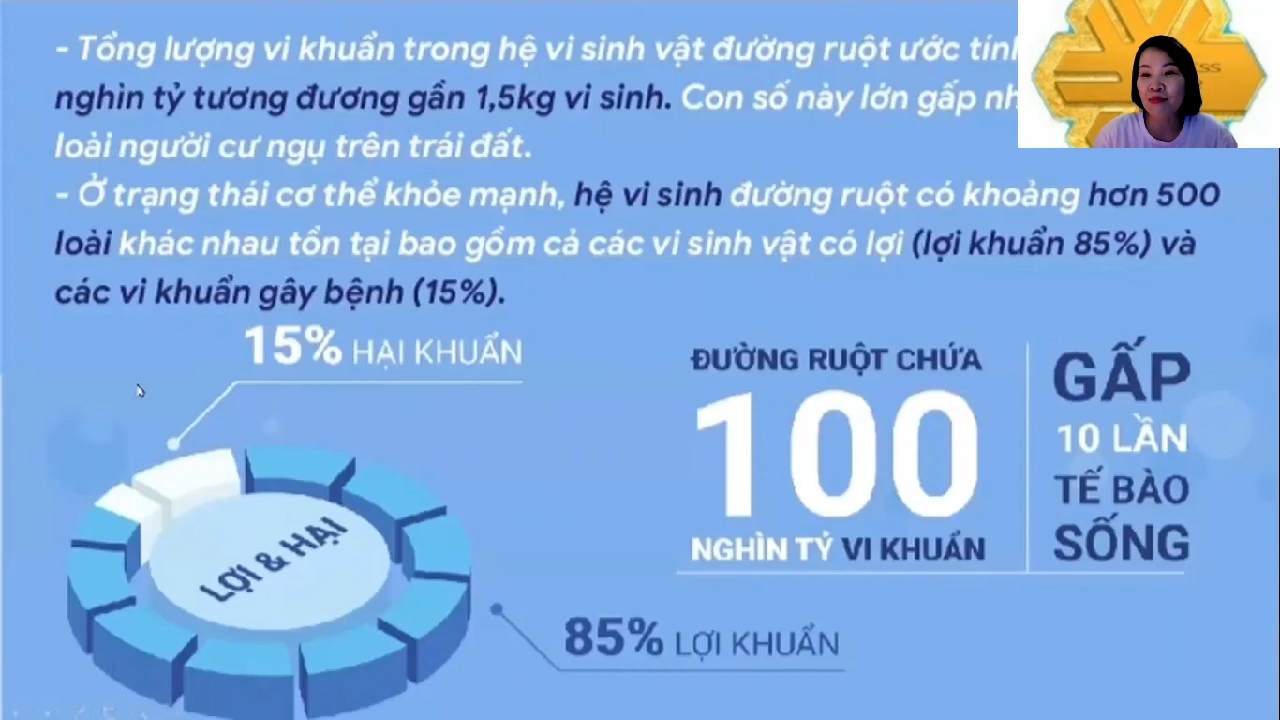 - Tổng lượng vi khuẩn trong hệ vi sinh vật đường ruột ước tính
nghìn tỷ tương đương gần 1,5kg vi sinh. Con số này lớn gấp
loài người cư ngụ trên trái đất.
- Ở trạng thái cơ thể khỏe mạnh, hệ vi sinh đường ruột có khoảng hơn 500
loài khác nhau tồn tại bao gồm cả các vi sinh vật có lợi (lợi khuẩn 85%) và
các vi khuẩn gây bệnh (15%).
15% HẠI KHUẨN
LỢI & HẠI
85% LỢI KHUẨN
ĐƯỜNG RUỘT CHỨA
100
NGHÌN TỶ VI KHUẨN
GẤP
10 LẦN
TẾ BÀO
SỐNG